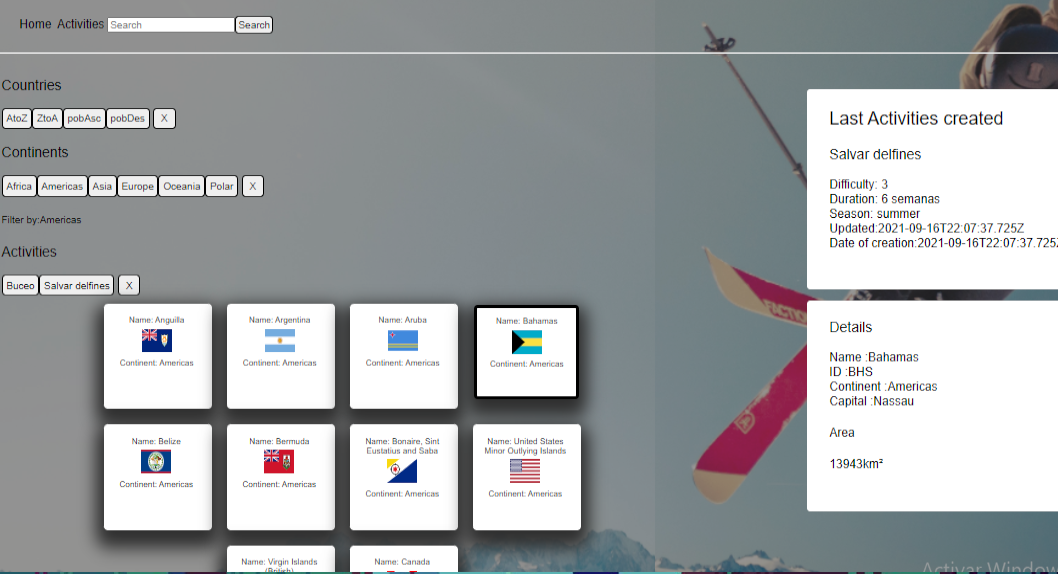 Home Activities Search Search
Countries
AtoZ ZtoA pobAsc pobDes X
Continents
Africa Americas Asia Europe Oceania Polar X
Filter by:Americas
Activities
Buceo Salvar delfines X
Name: Anguilla
Continent: Americas
Name: Argentina
Continent: Americas
Name: Aruba
Continent: Americas
Name: Bahamas
Continent: Americas
Name: Belize
Continent: Americas
Name: Bermuda
Continent: Americas
Name: Bonaire, Sint
Eustatius and Saba
Continent: Americas
Name: United States
Minor Outlying Islands
Continent: Americas
Name: Virgin Islands
(British)
Name: Canada
Last Activities created
Salvar delfines
Difficulty: 3
Duration: 6 semanas
Season: summer
Updated:2021-09-16T22:07:37.725Z
Date of creation:2021-09-16T22:07:37.725Z
Details
Name :Bahamas
ID :BHS
Continent :Americas
Capital :Nassau
Area
13943km²
Activar Window